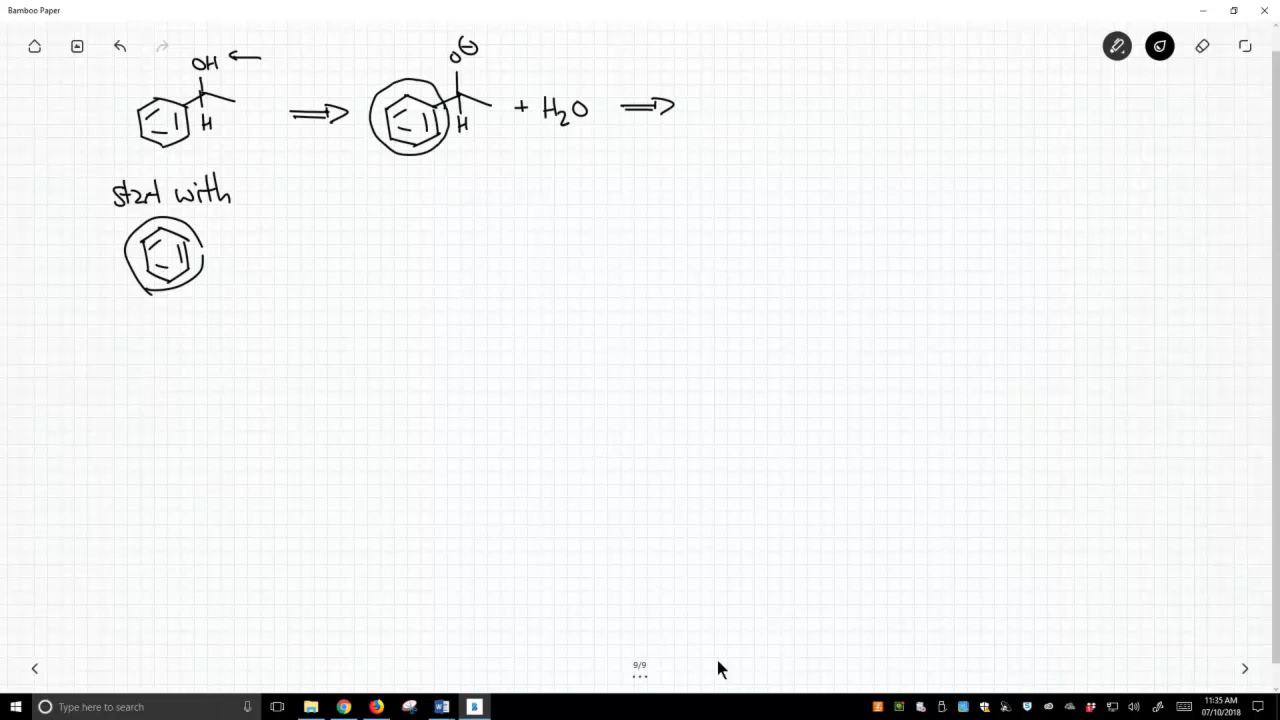 Bamboo Paper
OH
H
O⊖
H
+ H₂O
start with
9/9
Type here to search
11:35 AM
07/10/2018